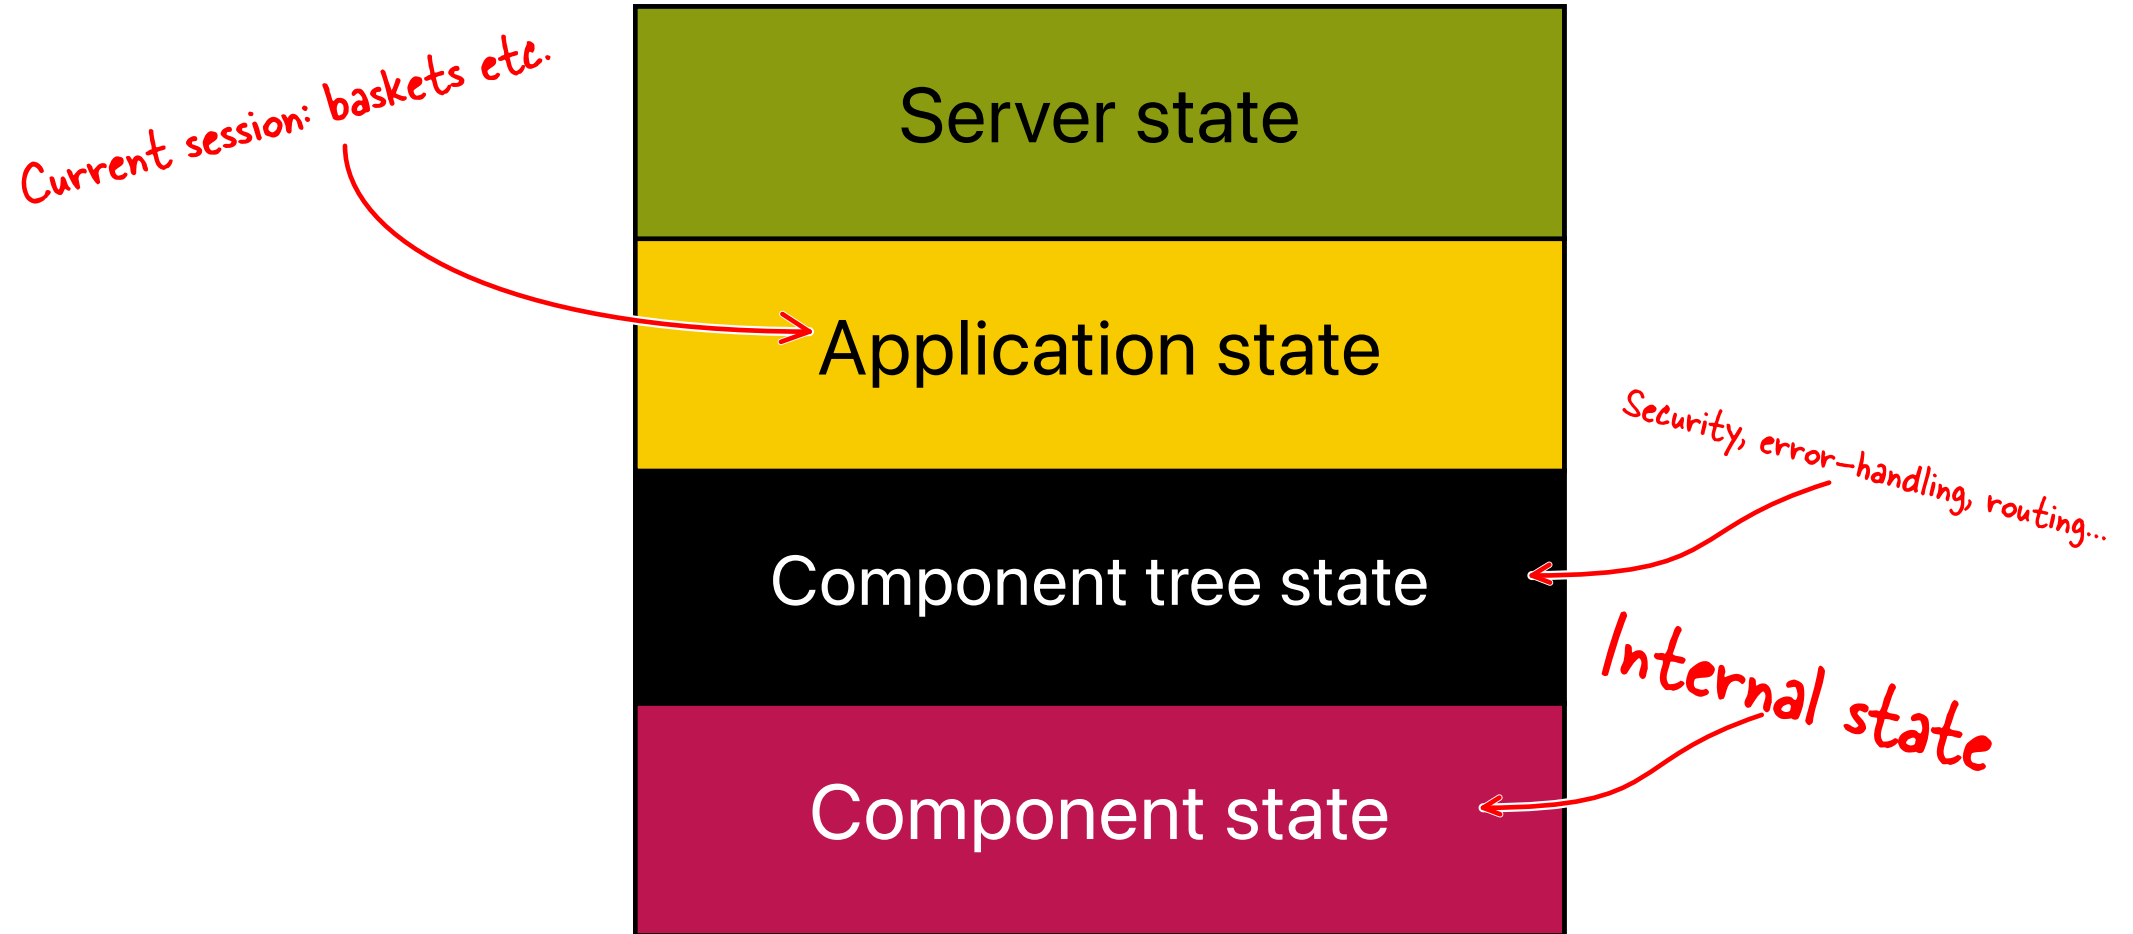 Current session: baskets etc.
Server state
Application state
Security, error-handling, routing...
Component tree state
Internal state
Component state